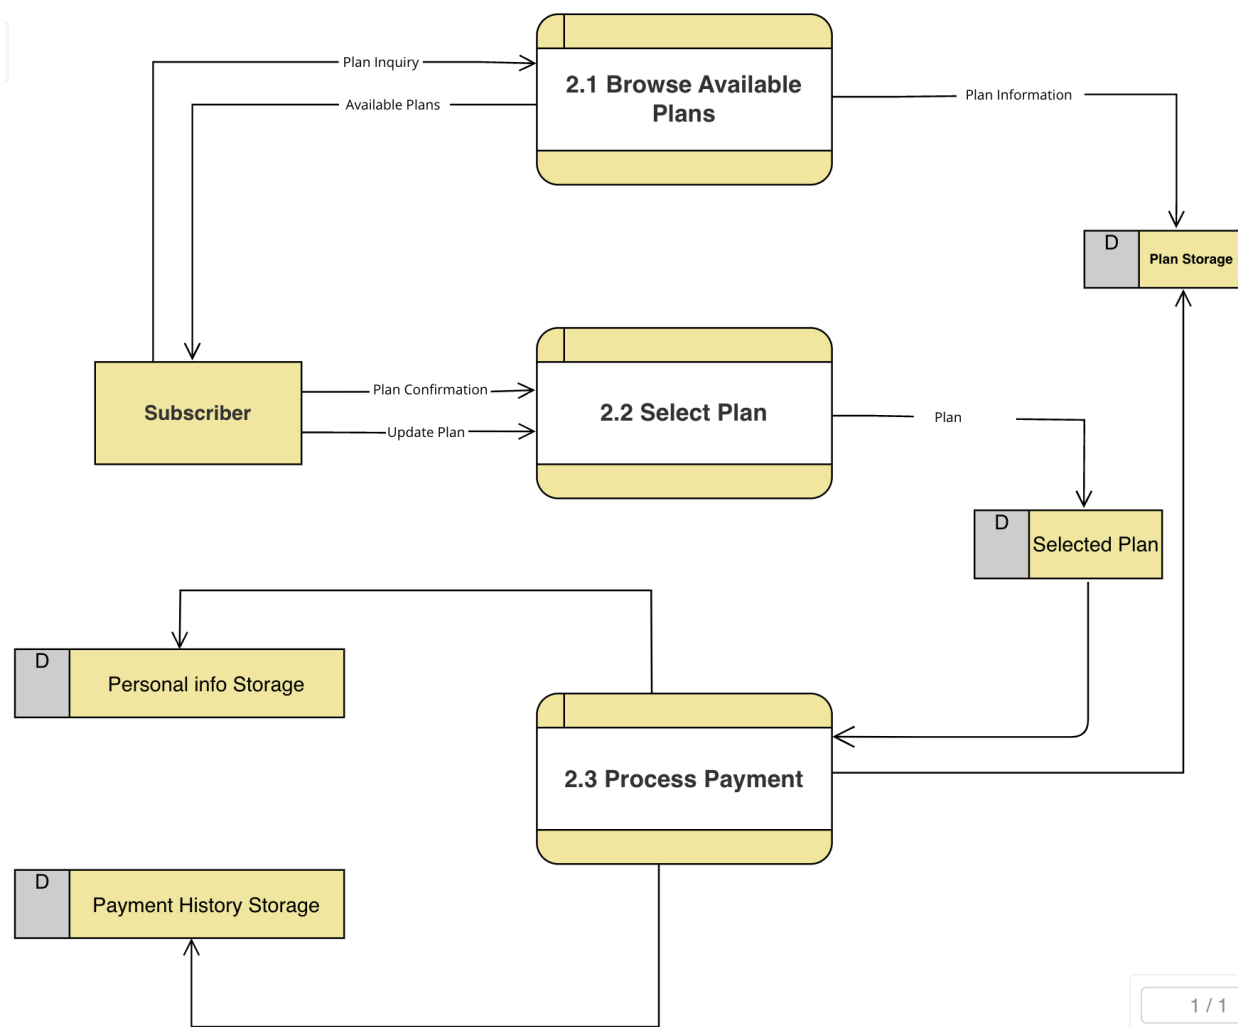 Plan Inquiry
Available Plans
2.1 Browse Available
Plans
Plan Information
D
Plan Storage
Subscriber
Plan Confirmation
Update Plan
2.2 Select Plan
Plan
D
Selected Plan
D
Personal info Storage
2.3 Process Payment
D
Payment History Storage
1 / 1